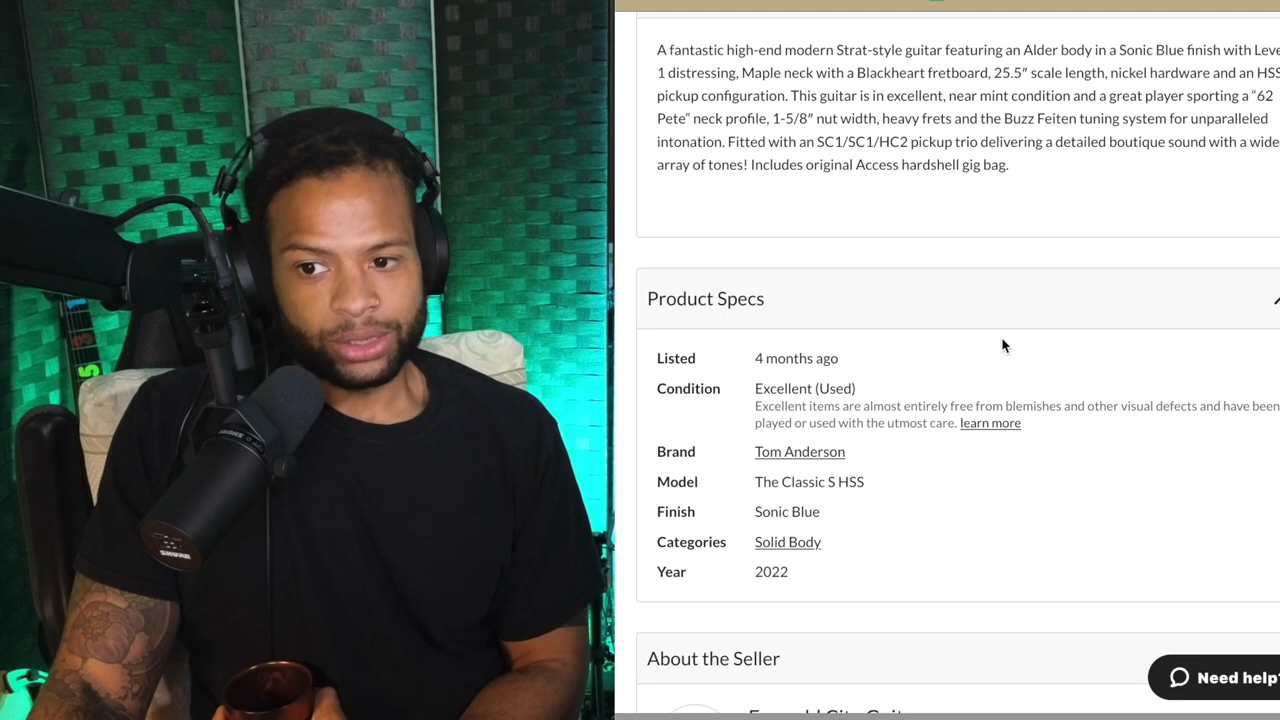 A fantastic high-end modern Strat-style guitar featuring an Alder body in a Sonic Blue finish with
1 distressing, Maple neck with a Blackheart fretboard, 25.5″ scale length, nickel hardware and an HSS
pickup configuration. This guitar is in excellent, near mint condition and a great player sporting a “62
Pete” neck profile, 1-5/8″ nut width, heavy frets and the Buzz Feiten tuning system for unparalleled
intonation. Fitted with an SC1/SC1/HC2 pickup trio delivering a detailed boutique sound with a wide
array of tones! Includes original Access hardshell gig bag.
Product Specs
Listed 4 months ago
Condition Excellent (Used)
Excellent items are almost entirely free from blemishes and other visual defects and have been
played or used with the utmost care. learn more
Brand Tom Anderson
Model The Classic S HSS
Finish Sonic Blue
Categories Solid Body
Year 2022
About the Seller
Need help?
SHURE